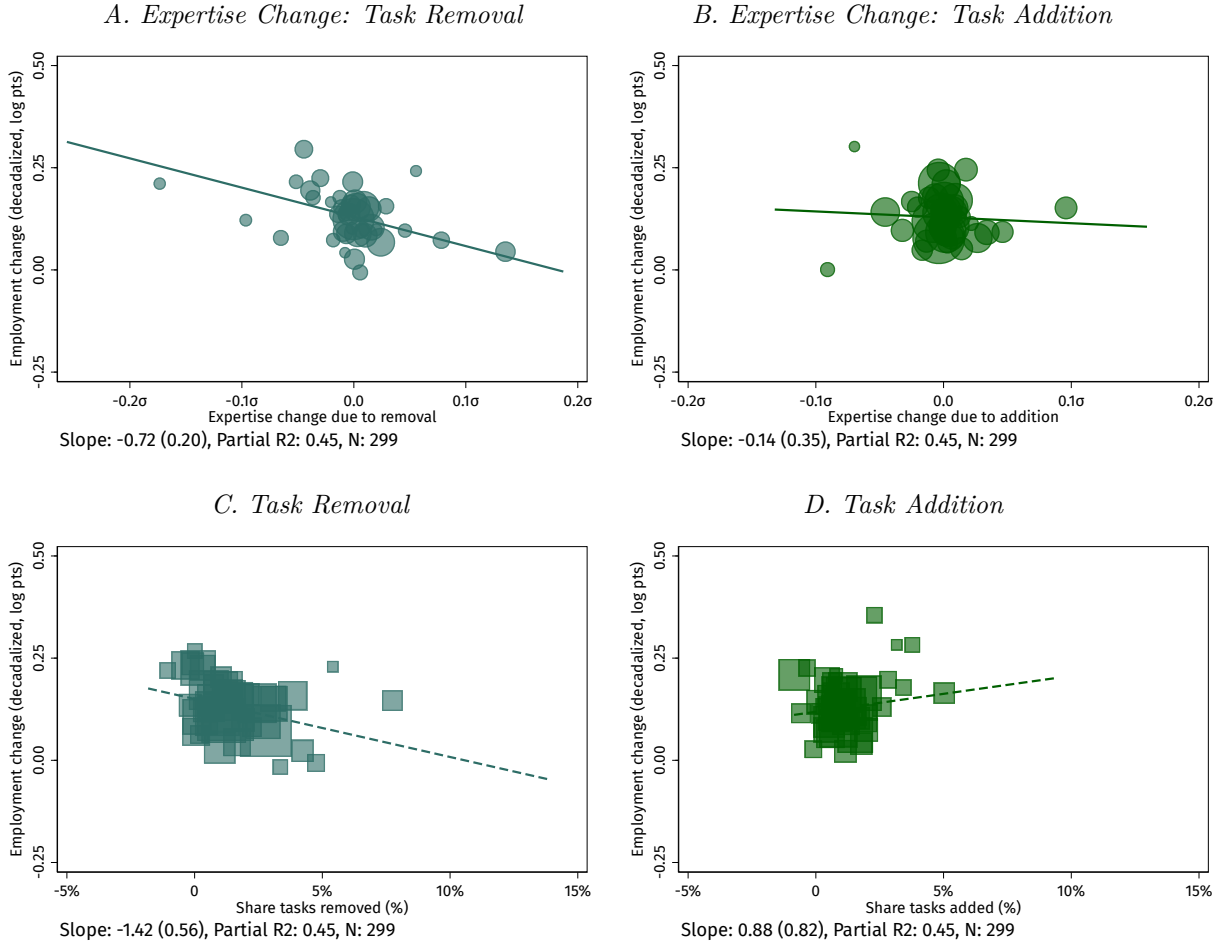 A. Expertise Change: Task Removal
Employment change (decadalized, log pts)
0.50
0.25
0.00
-0.25
-0.2σ -0.1σ 0.0 0.1σ 0.2σ
Expertise change due to removal
Slope: -0.72 (0.20), Partial R2: 0.45, N: 299
B. Expertise Change: Task Addition
Employment change (decadalized, log pts)
0.50
0.25
0.00
-0.25
-0.2σ -0.1σ 0.0 0.1σ 0.2σ
Expertise change due to addition
Slope: -0.14 (0.35), Partial R2: 0.45, N: 299
C. Task Removal
Employment change (decadalized, log pts)
0.50
0.25
0.00
-0.25
-5% 0 5% 10% 15%
Share tasks removed (%)
Slope: -1.42 (0.56), Partial R2: 0.45, N: 299
D. Task Addition
Employment change (decadalized, log pts)
0.50
0.25
0.00
-0.25
-5% 0 5% 10% 15%
Share tasks added (%)
Slope: 0.88 (0.82), Partial R2: 0.45, N: 299